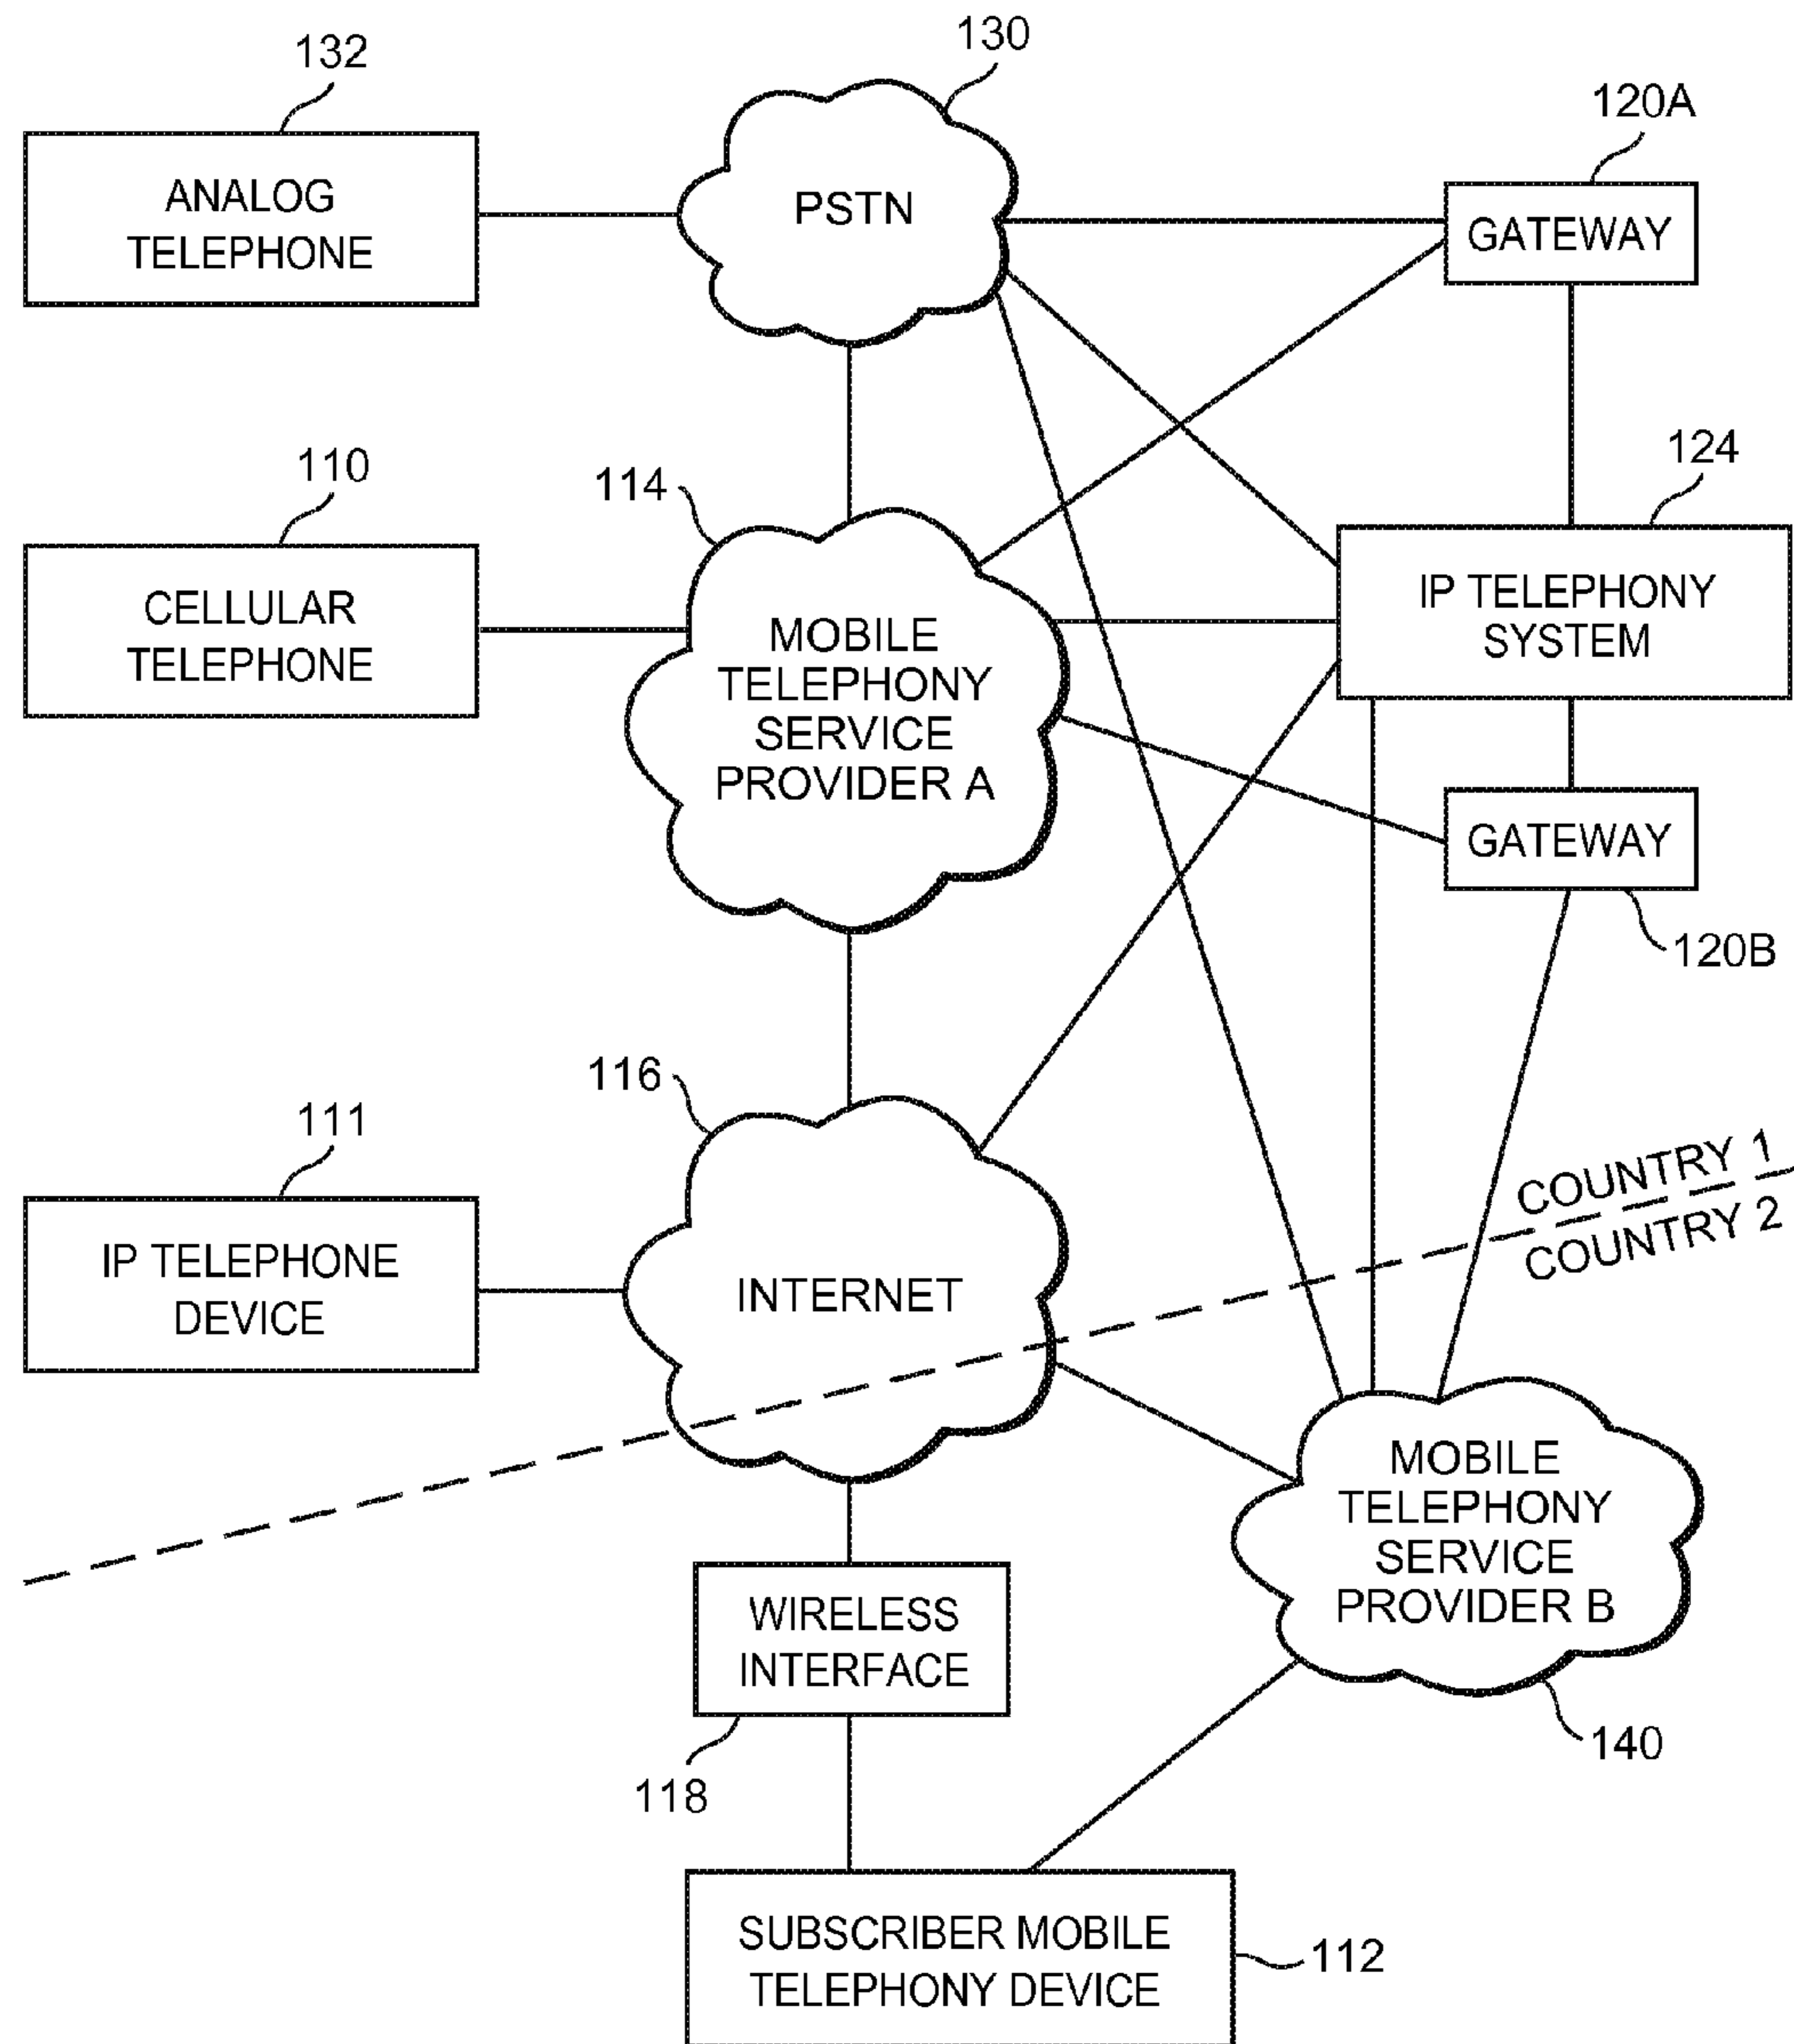 132
130
120A
ANALOG
TELEPHONE
PSTN
GATEWAY
110
114
124
CELLULAR
TELEPHONE
MOBILE
TELEPHONY
SERVICE
PROVIDER A
IP TELEPHONY
SYSTEM
GATEWAY
120B
116
111
IP TELEPHONE
DEVICE
INTERNET
COUNTRY 1
COUNTRY 2
MOBILE
TELEPHONY
SERVICE
PROVIDER B
140
WIRELESS
INTERFACE
118
SUBSCRIBER MOBILE
TELEPHONY DEVICE
112